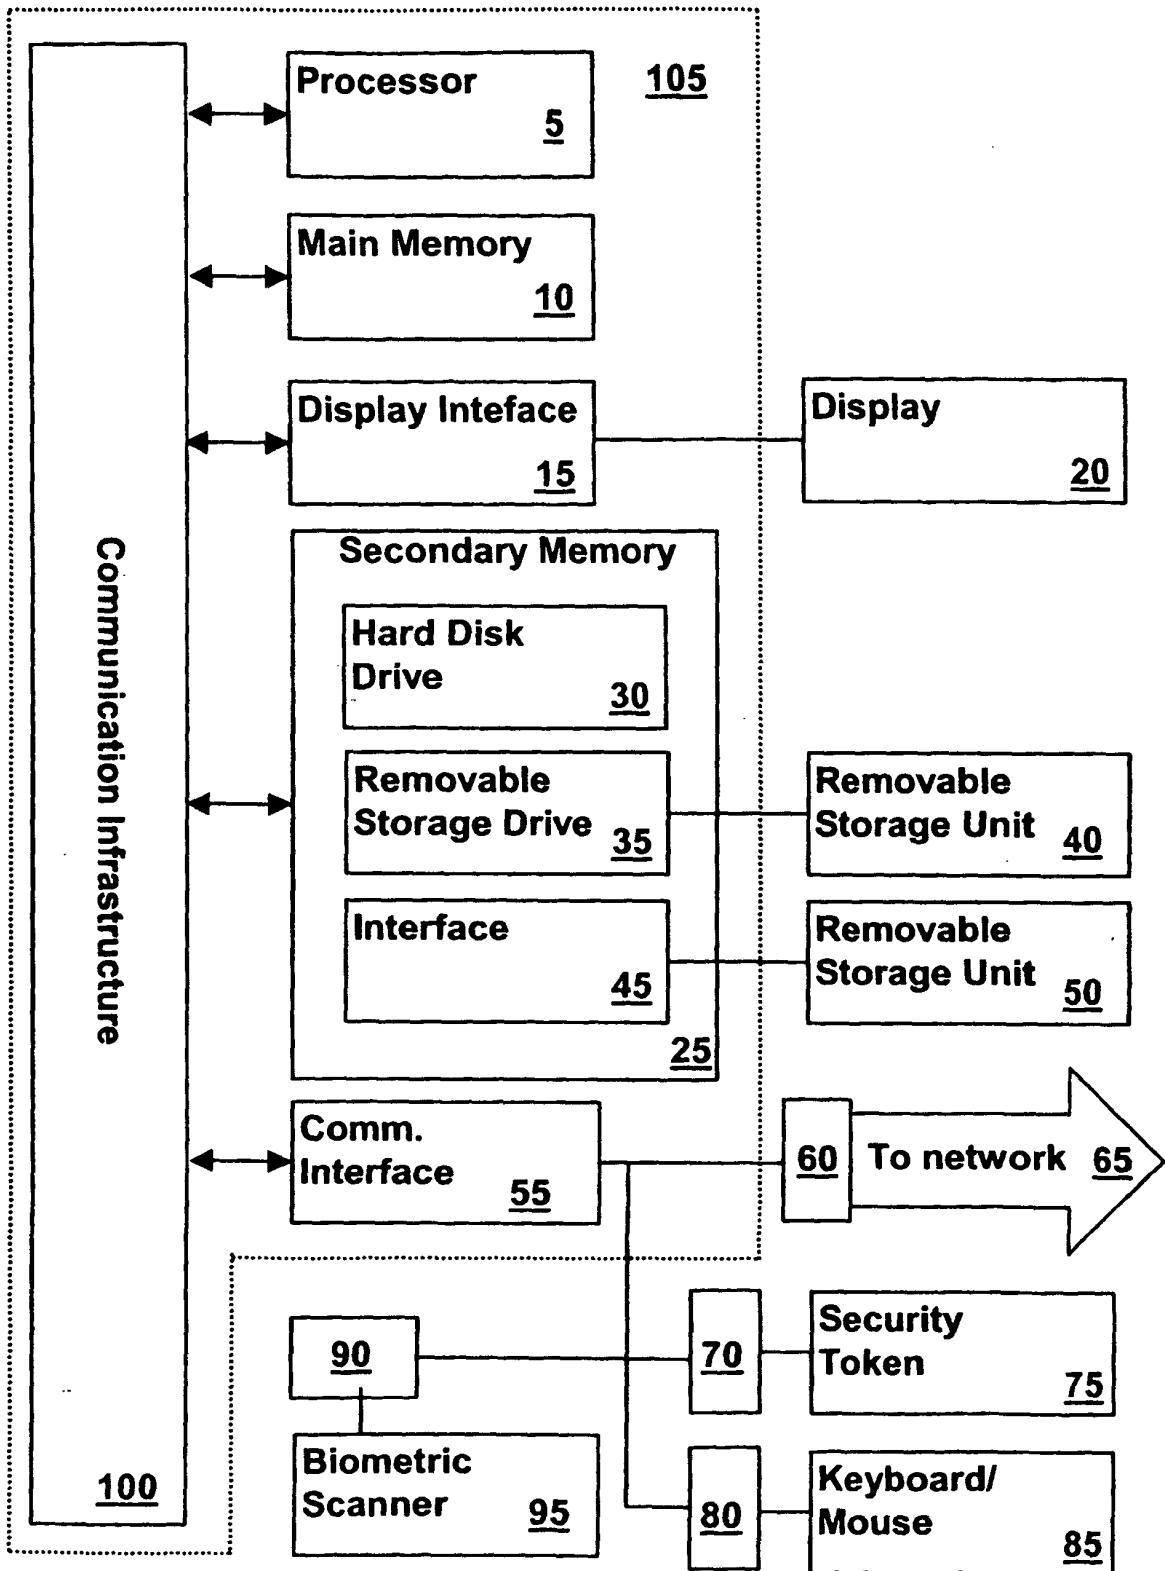 Processor
5
105
Main Memory
10
Display Inteface
15
Display
20
Communication Infrastructure
100
Secondary Memory
Hard Disk
Drive
30
Removable
Storage Drive
35
Removable
Storage Unit
40
Interface
45
Removable
Storage Unit
50
25
Comm.
Interface
55
60
To network
65
90
70
Security
Token
75
Biometric
Scanner
95
80
Keyboard/
Mouse
85